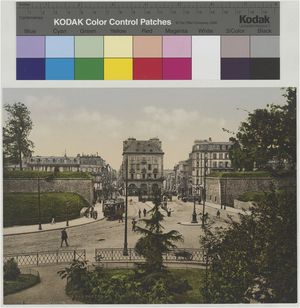 KODAK Color Control Patches
Kodak
Blue
Cyan
Green
Yellow
Red
Magenta
White
3/Color
Black